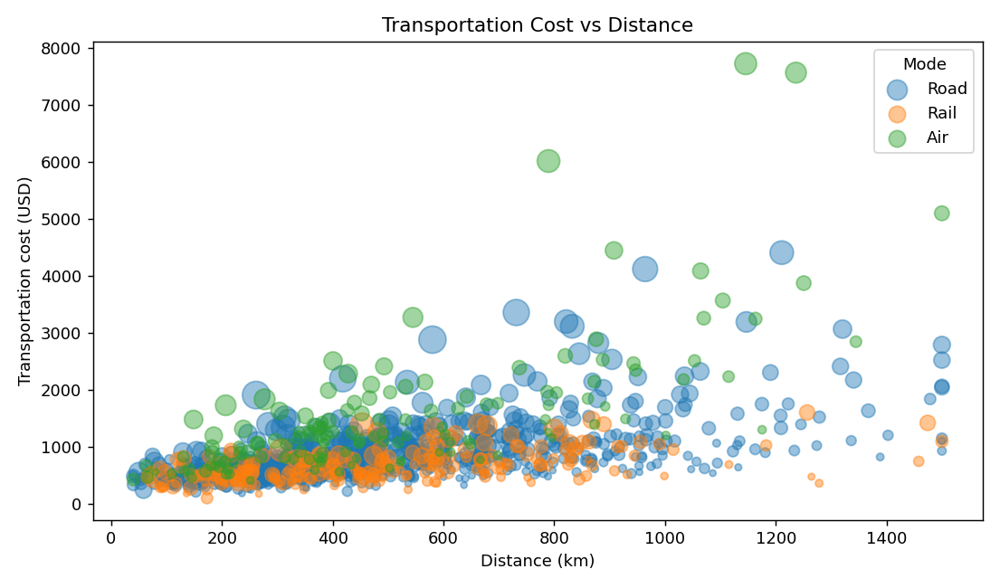 Transportation Cost vs Distance
Transportation cost (USD)
8000
7000
6000
5000
4000
3000
2000
1000
0
Mode
Road
Rail
Air
0 200 400 600 800 1000 1200 1400
Distance (km)